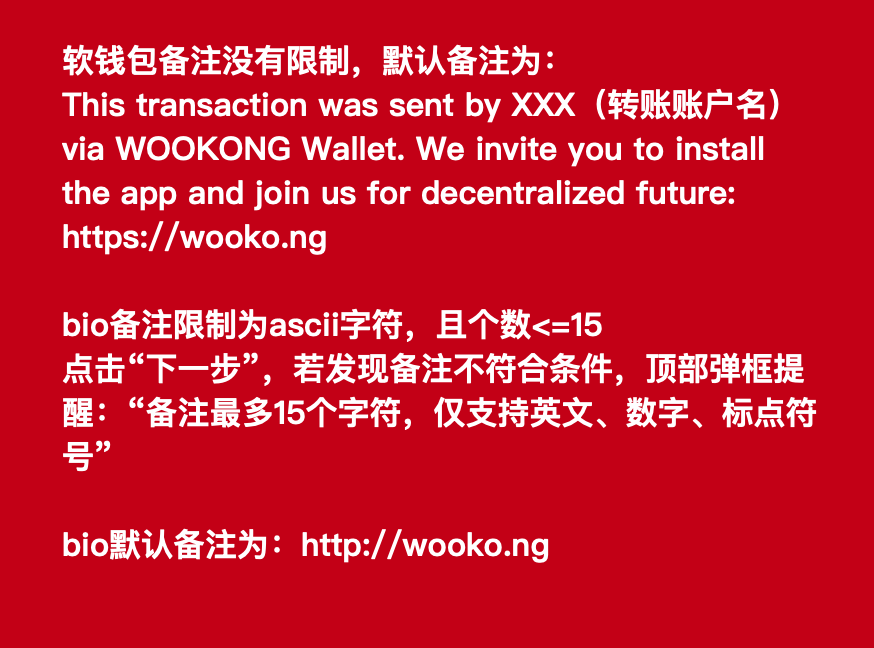 软钱包备注没有限制，默认备注为：
This transaction was sent by XXX（转账账户名）
via WOOKONG Wallet. We invite you to install
the app and join us for decentralized future:
https://wooko.ng
bio备注限制为ascii字符，且个数<=15
点击“下一步”，若发现备注不符合条件，顶部弹框提
醒：“备注最多15个字符，仅支持英文、数字、标点符
号”
bio默认备注为：http://wooko.ng